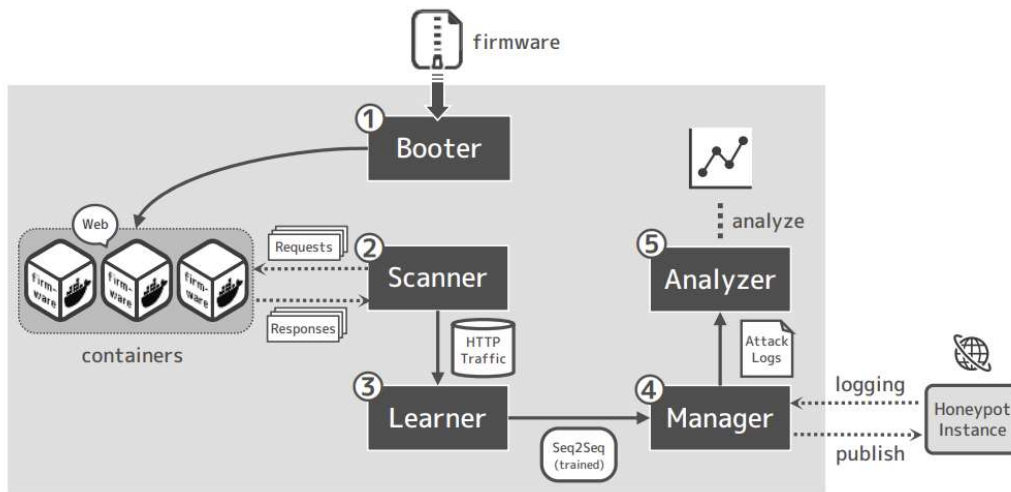 firmware
1
Booter
Web
firm-
ware
firm-
ware
firm-
ware
containers
Requests
Responses
2
Scanner
HTTP
Traffic
3
Learner
Seq2Seq
(trained)
4
Manager
Attack
Logs
5
Analyzer
analyze
logging
publish
Honeypot
Instance